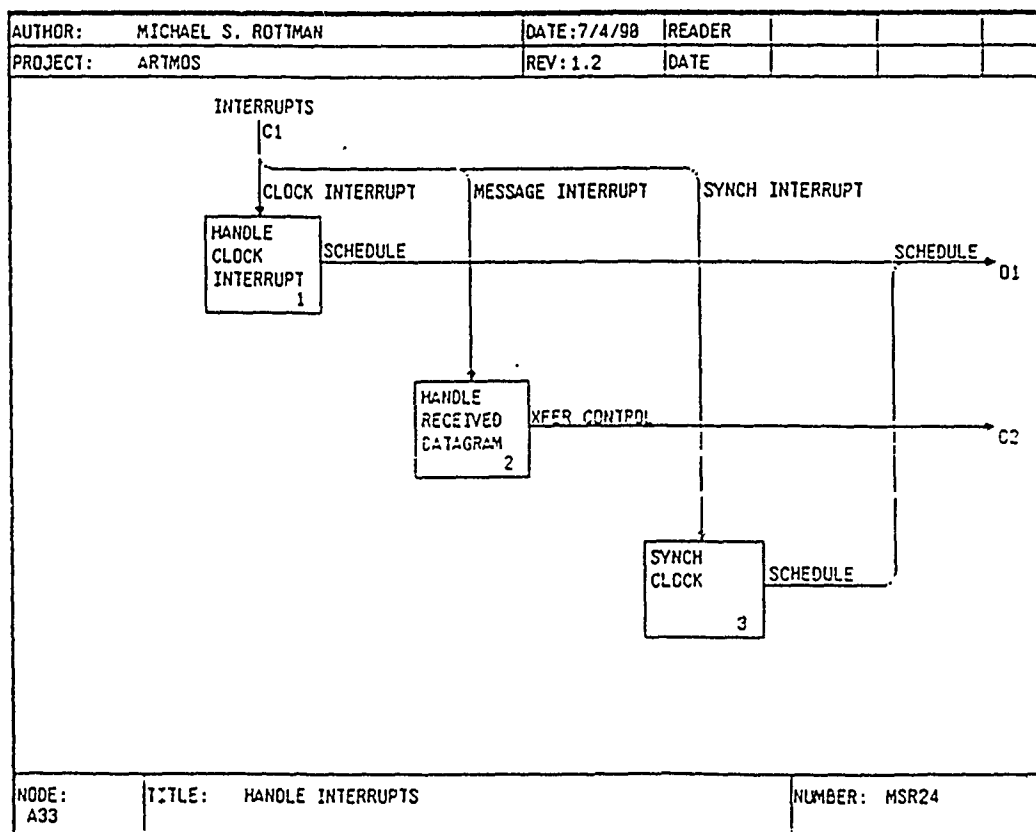 AUTHOR: MICHAEL S. ROTTMAN DATE:7/4/90 READER
PROJECT: ARTMOS REV:1.2 DATE
INTERRUPTS
C1
CLOCK INTERRUPT MESSAGE INTERRUPT SYNCH INTERRUPT
HANDLE
CLOCK
INTERRUPT
1
SCHEDULE
SCHEDULE
O1
HANDLE
RECEIVED
DATAGRAM
2
XFER CONTROL
C2
SYNCH
CLOCK
3
SCHEDULE
NODE:
A33
TITLE: HANDLE INTERRUPTS
NUMBER: MSR24